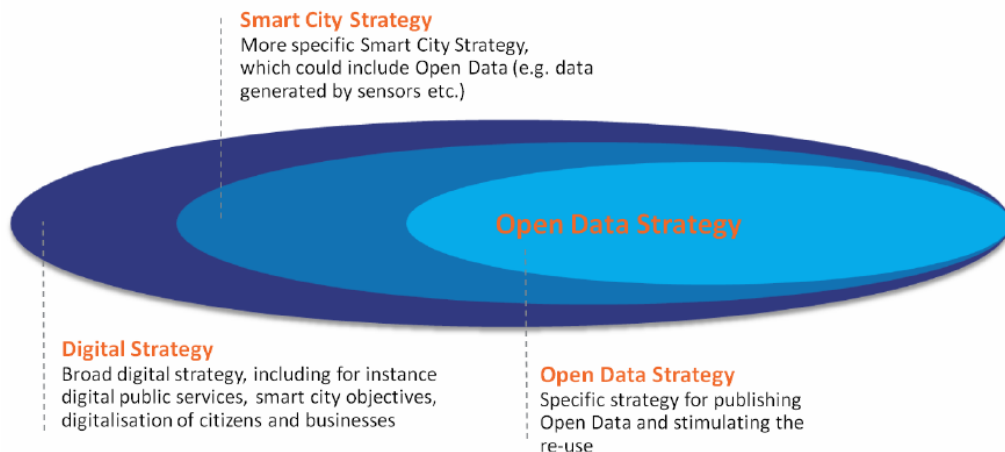 Smart City Strategy
More specific Smart City Strategy,
which could include Open Data (e.g. data
generated by sensors etc.)
Open Data Strategy
Digital Strategy
Broad digital strategy, including for instance
digital public services, smart city objectives,
digitalisation of citizens and businesses
Open Data Strategy
Specific strategy for publishing
Open Data and stimulating the
re-use